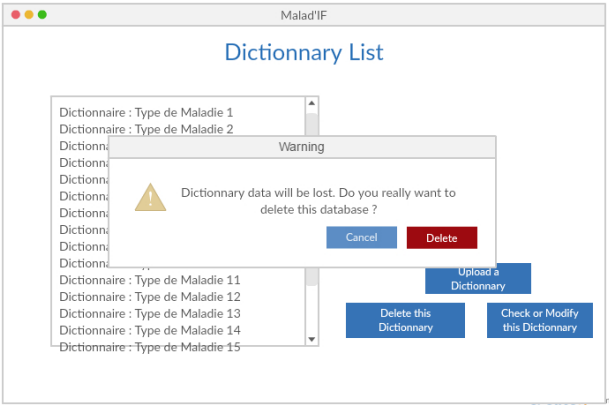 Malad'IF
Dictionnary List
Dictionnaire : Type de Maladie 1
Dictionnaire : Type de Maladie 2
Warning
Dictionnary data will be lost. Do you really want to
delete this database ?
Cancel
Delete
Dictionnaire : Type de Maladie 11
Dictionnaire : Type de Maladie 12
Dictionnaire : Type de Maladie 13
Dictionnaire : Type de Maladie 14
Dictionnaire : Type de Maladie 15
Upload a
Dictionnary
Delete this
Dictionnary
Check or Modify
this Dictionnary